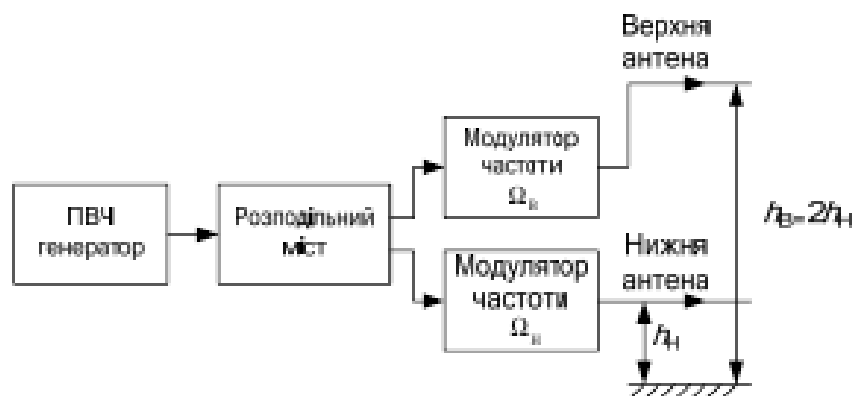 Верхня
антена
Модулятор
частоти
Ωв
ПВЧ
генератор
Розподільний
міст
hв=2hн
Нижня
антена
Модулятор
частоти
Ωн
hн